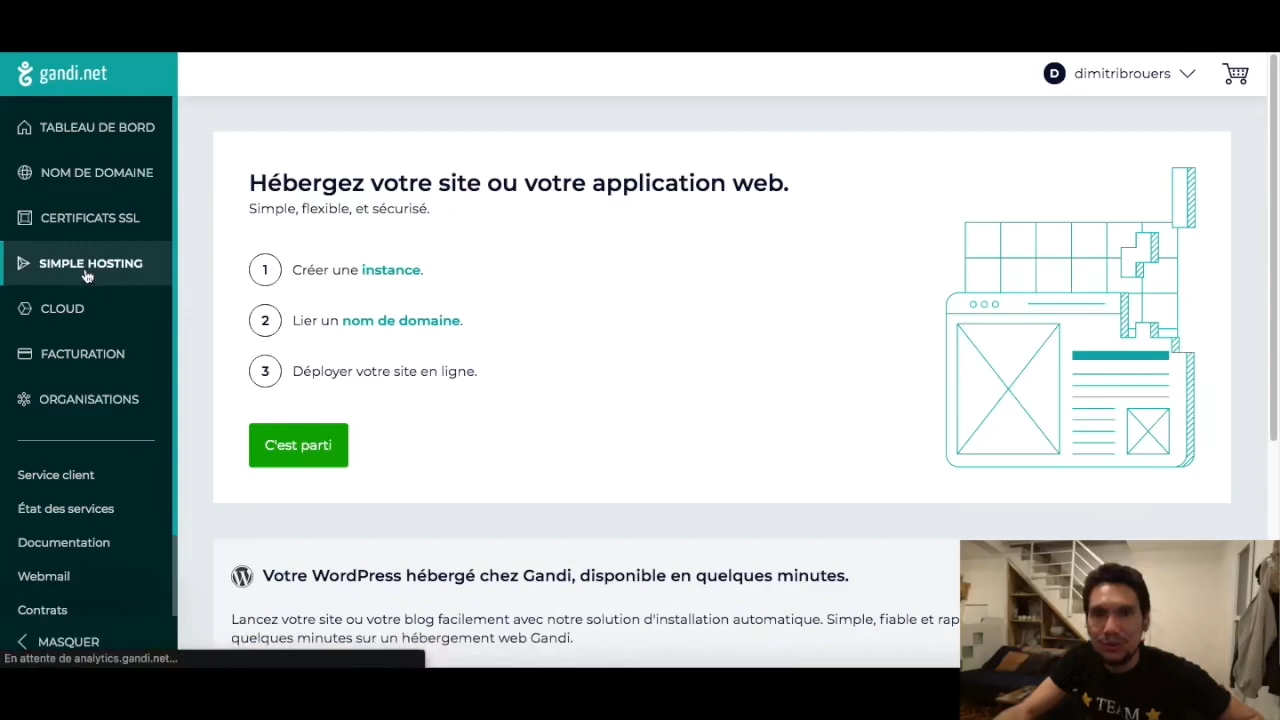 gandi.net
D dimitribrouers
TABLEAU DE BORD
NOM DE DOMAINE
CERTIFICATS SSL
SIMPLE HOSTING
CLOUD
FACTURATION
ORGANISATIONS
Service client
État des services
Documentation
Webmail
Contrats
MASQUER
En attente de analytics.gandi.net...
Hébergez votre site ou votre application web.
Simple, flexible, et sécurisé.
1 Créer une instance.
2 Lier un nom de domaine.
3 Déployer votre site en ligne.
C'est parti
Votre WordPress hébergé chez Gandi, disponible en quelques minutes.
Lancez votre site ou votre blog facilement avec notre solution d'installation automatique. Simple, fiable et rap
quelques minutes sur un hébergement web Gandi.
TEAM